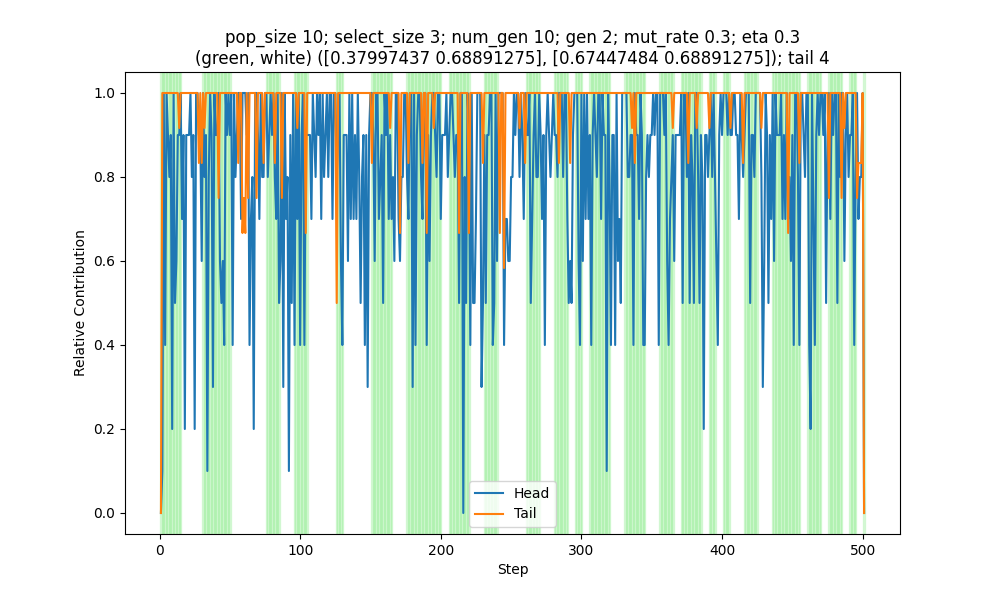 pop_size 10; select_size 3; num_gen 10; gen 2; mut_rate 0.3; eta 0.3
(green, white) ([0.37997437 0.68891275], [0.67447484 0.68891275]); tail 4
1.0
0.8
0.6
0.4
0.2
0.0
Relative Contribution
Head
Tail
0 100 200 300 400 500
Step